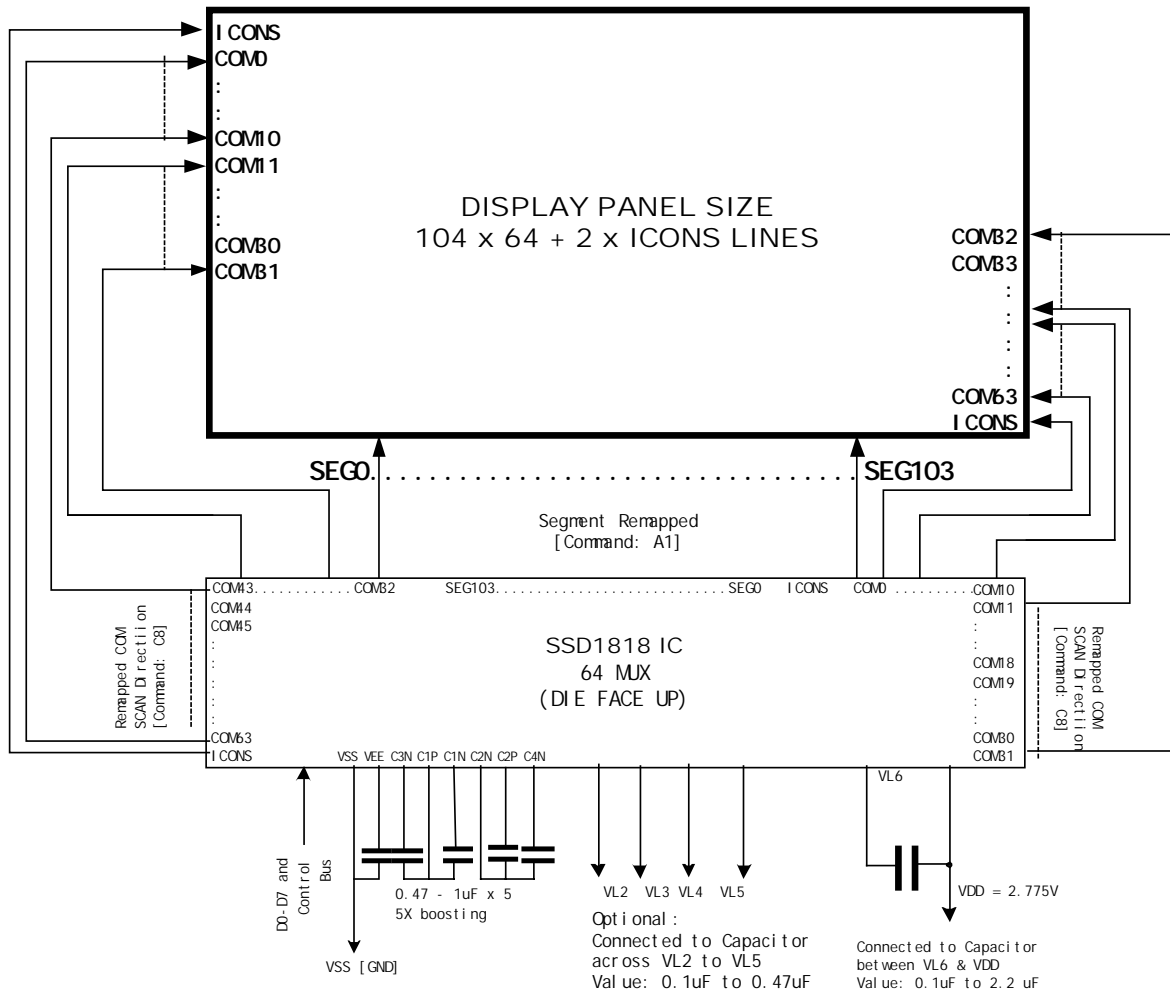 ICONS
COM0
:
:
COM10
COM11
:
:
COM30
COM31
DISPLAY PANEL SIZE
104 x 64 + 2 x ICONS LINES
COM32
COM33
:
:
:
:
COM63
ICONS
SEG0....................................SEG103
Segment Remapped
[Command: A1]
COM43............COM32 SEG103..............................SEG0 ICONS COM0............COM10
COM44
COM45
:
:
:
:
:
COM63
ICONS
Remapped COM
SCAN Directiion
[Command: C8]
SSD1818 IC
64 MUX
(DIE FACE UP)
COM11
:
:
COM18
COM19
:
:
COM30
COM31
Remapped COM
SCAN Directiion
[Command: C8]
VSS VEE C3N C1P C1N C2N C2P C4N
VL6
D0-D7 and
Control Bus
0.47 - 1uF x 5
5X boosting
VSS [GND]
VL2 VL3 VL4 VL5
Optional:
Connected to Capacitor
across VL2 to VL5
Value: 0.1uF to 0.47uF
VDD = 2.775V
Connected to Capacitor
between VL6 & VDD
Value: 0.1uF to 2.2 uF